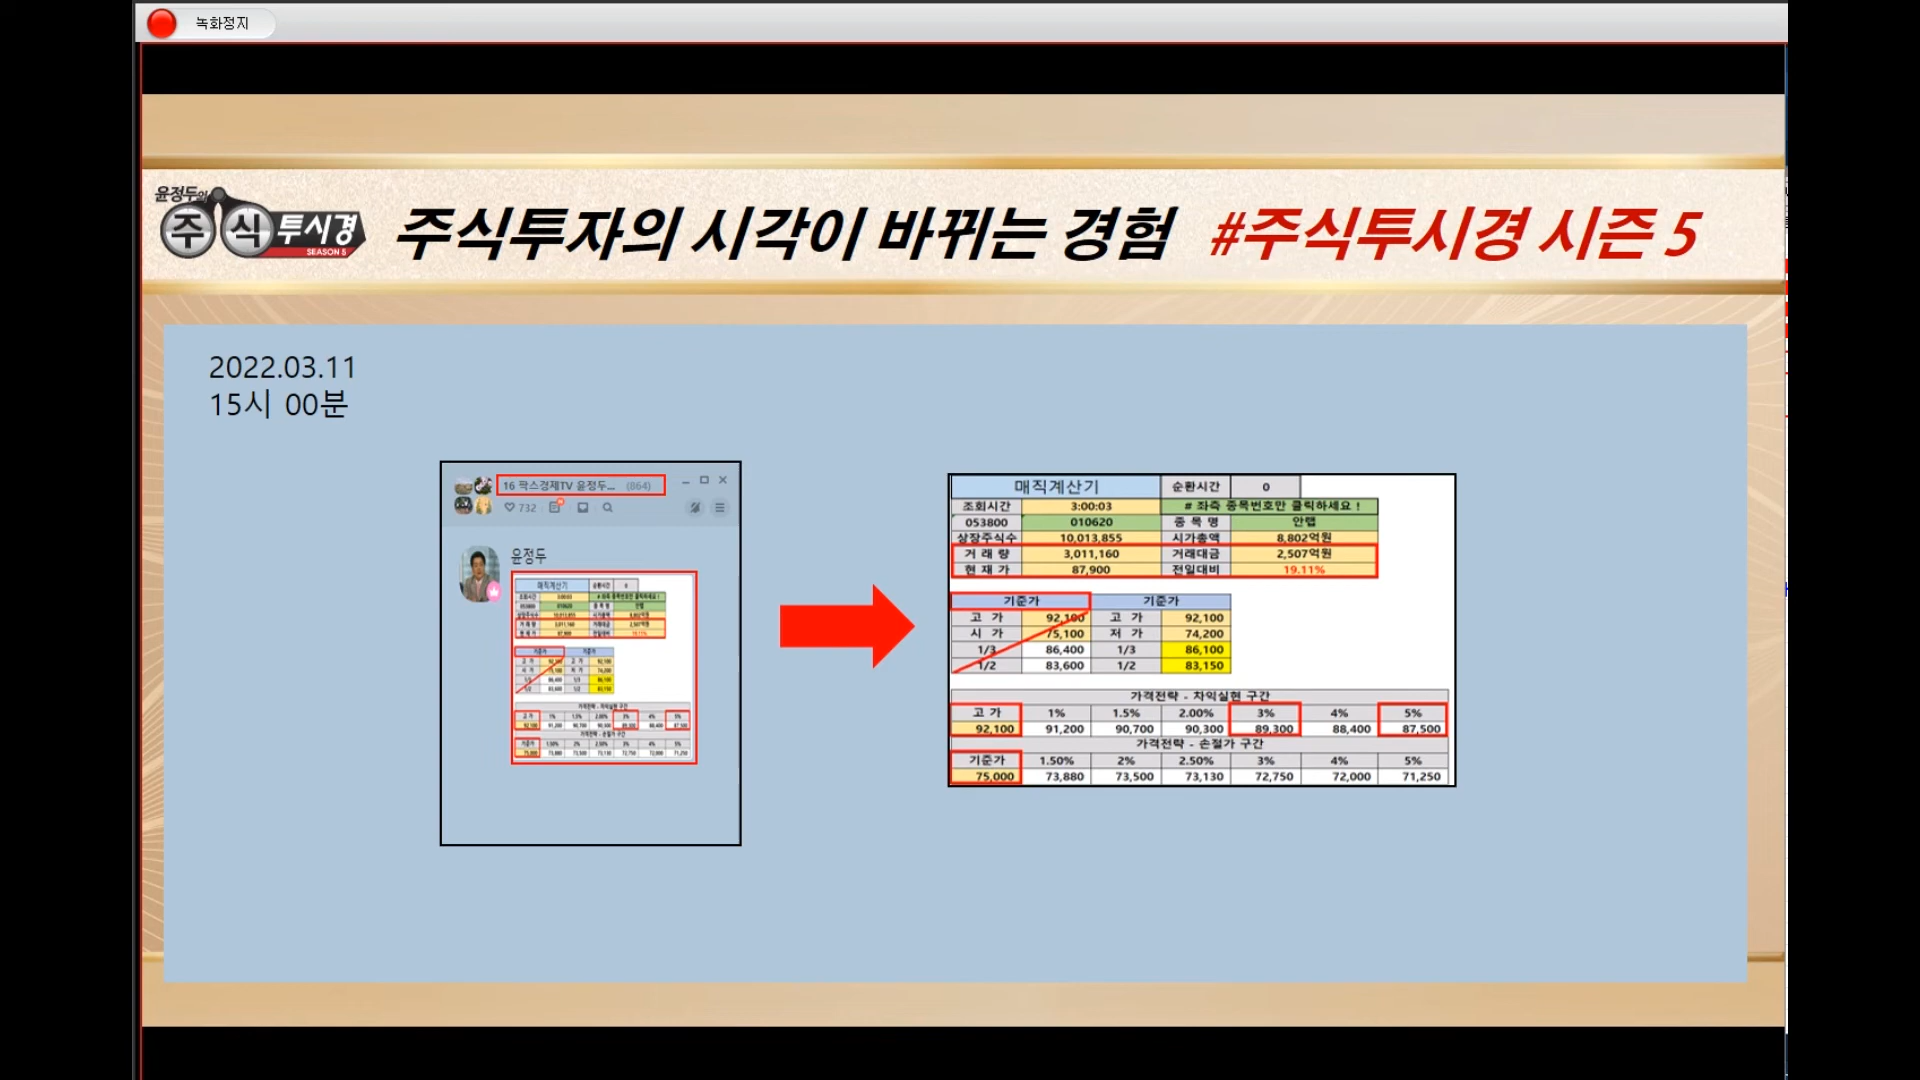 녹화정지
윤정두의
주식투시경
SEASON 5
주식투자의 시각이 바뀌는 경험 #주식투시경 시즌 5
2022.03.11
15시 00분
16 팍스경제TV 윤정두... (864)
732
윤정두
매직계산기 순환시간 0
조회시간 3:00:03 # 좌측 종목번호만 클릭하세요 !
053800 010620 종 목 명 안랩
상장주식수 10,013,855 시가총액 8,802억원
거 래 량 3,011,160 거래대금 2,507억원
현 재 가 87,900 전일대비 19.11%
기준가 기준가
고 가 92,100 고 가 92,100
시 가 75,100 저 가 74,200
1/3 86,400 1/3 86,100
1/2 83,600 1/2 83,150
가격전략 - 차익실현 구간
고 가 1% 1.5% 2.00% 3% 4% 5%
92,100 91,200 90,700 90,300 89,300 88,400 87,500
가격전략 - 손절가 구간
기준가 1.50% 2% 2.50% 3% 4% 5%
75,000 73,880 73,500 73,130 72,750 72,000 71,250